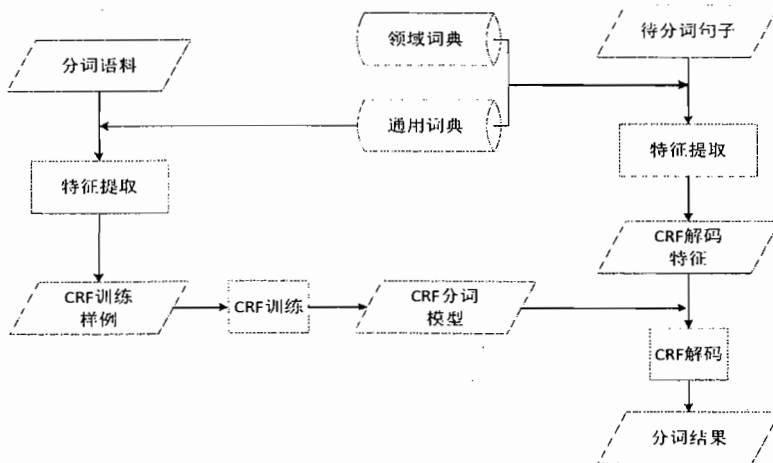 领域词典
待分词句子
分词语料
通用词典
特征提取
特征提取
CRF解码
特征
CRF训练
样例
CRF训练
CRF分词
模型
CRF解码
分词结果